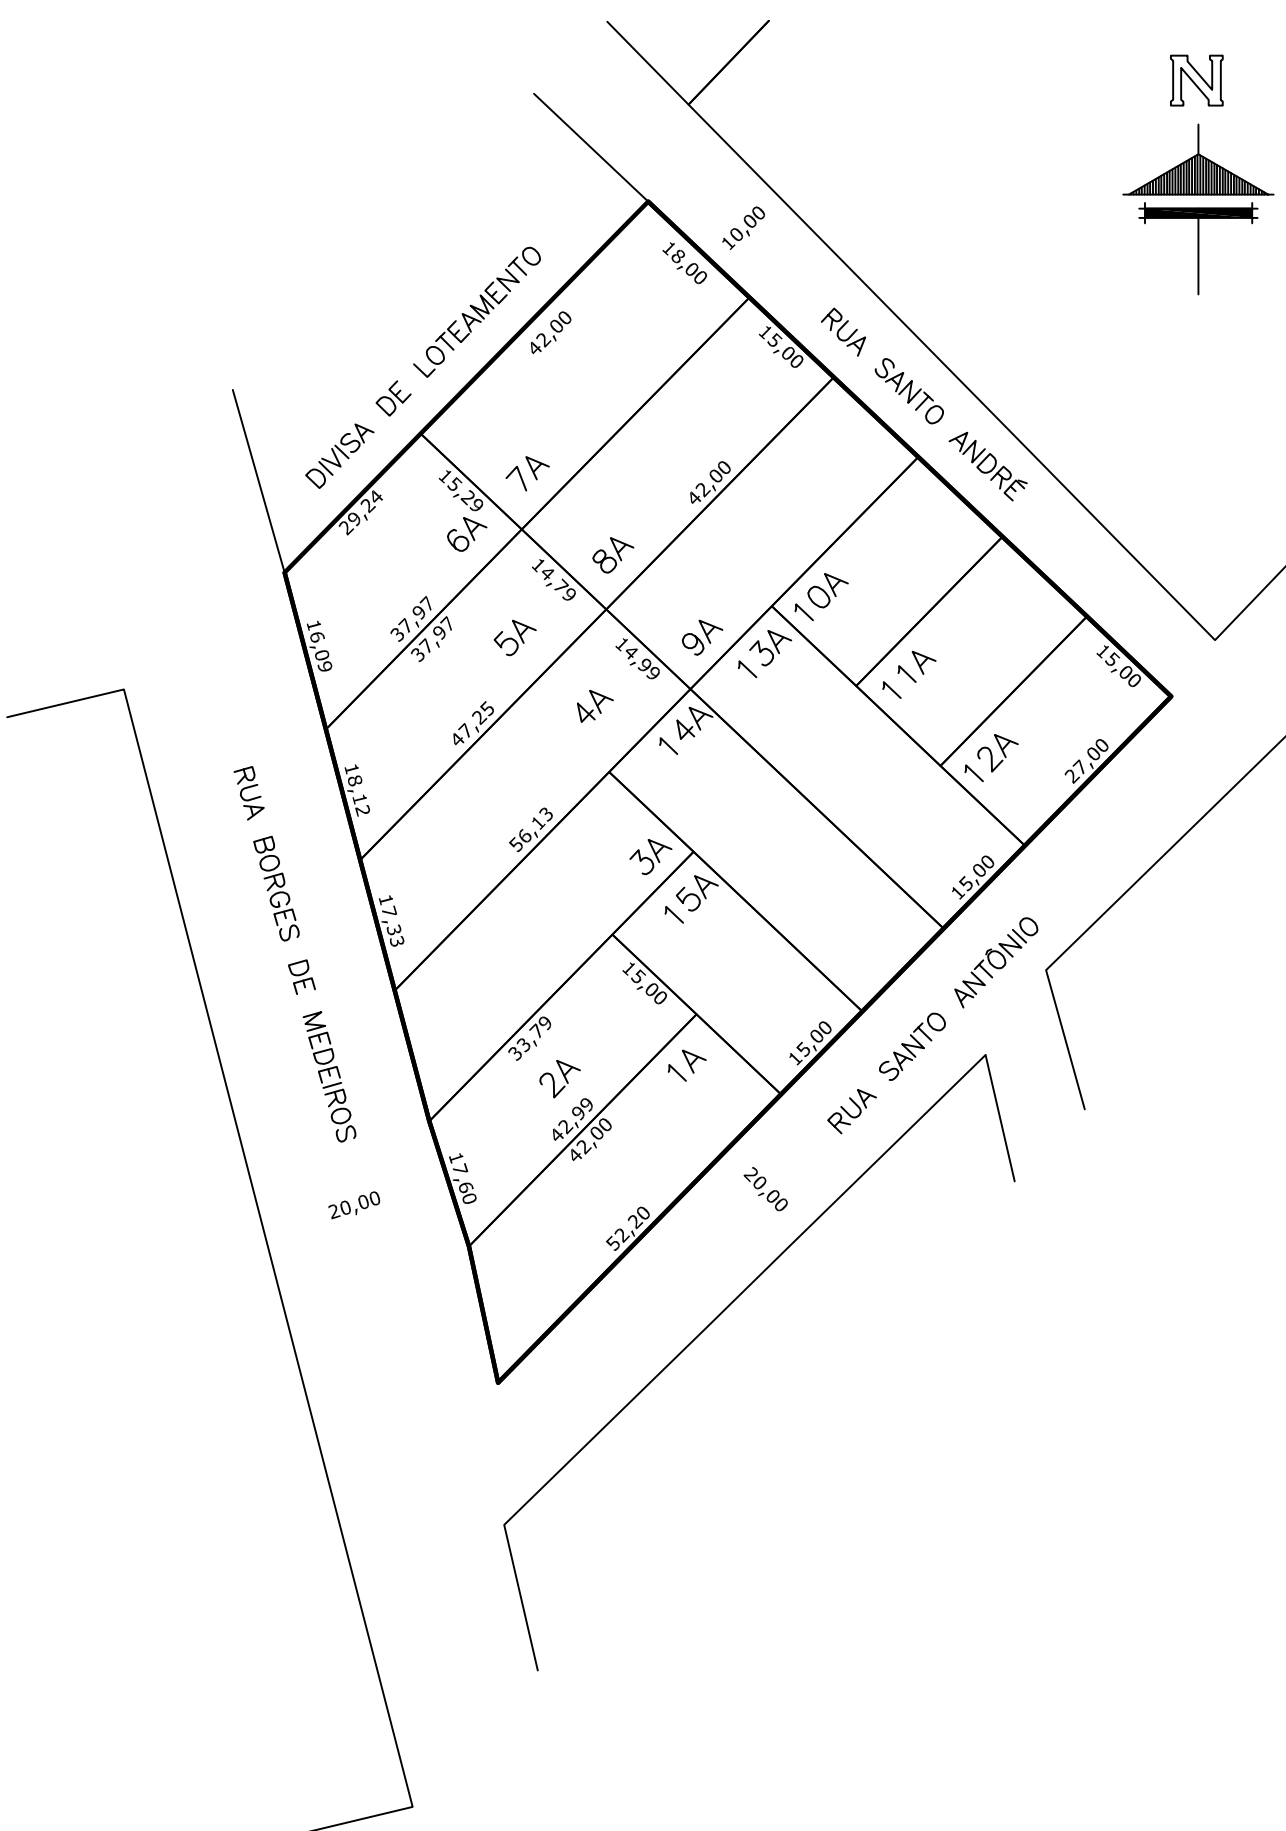 N
10,00
18,00
DIVISA DE LOTEAMENTO
42,00
15,00
RUA SANTO ANDRÉ
7A
15,29
29,24
6A
42,00
8A
14,79
37,97
37,97
5A
16,09
10A
9A
13A
14,99
11A
15,00
4A
14A
47,25
12A
27,00
18,12
RUA BORGES DE MEDEIROS
56,13
3A
15A
15,00
17,33
15,00
33,79
15,00
RUA SANTO ANTÔNIO
2A
1A
42,99
42,00
17,60
20,00
20,00
52,20